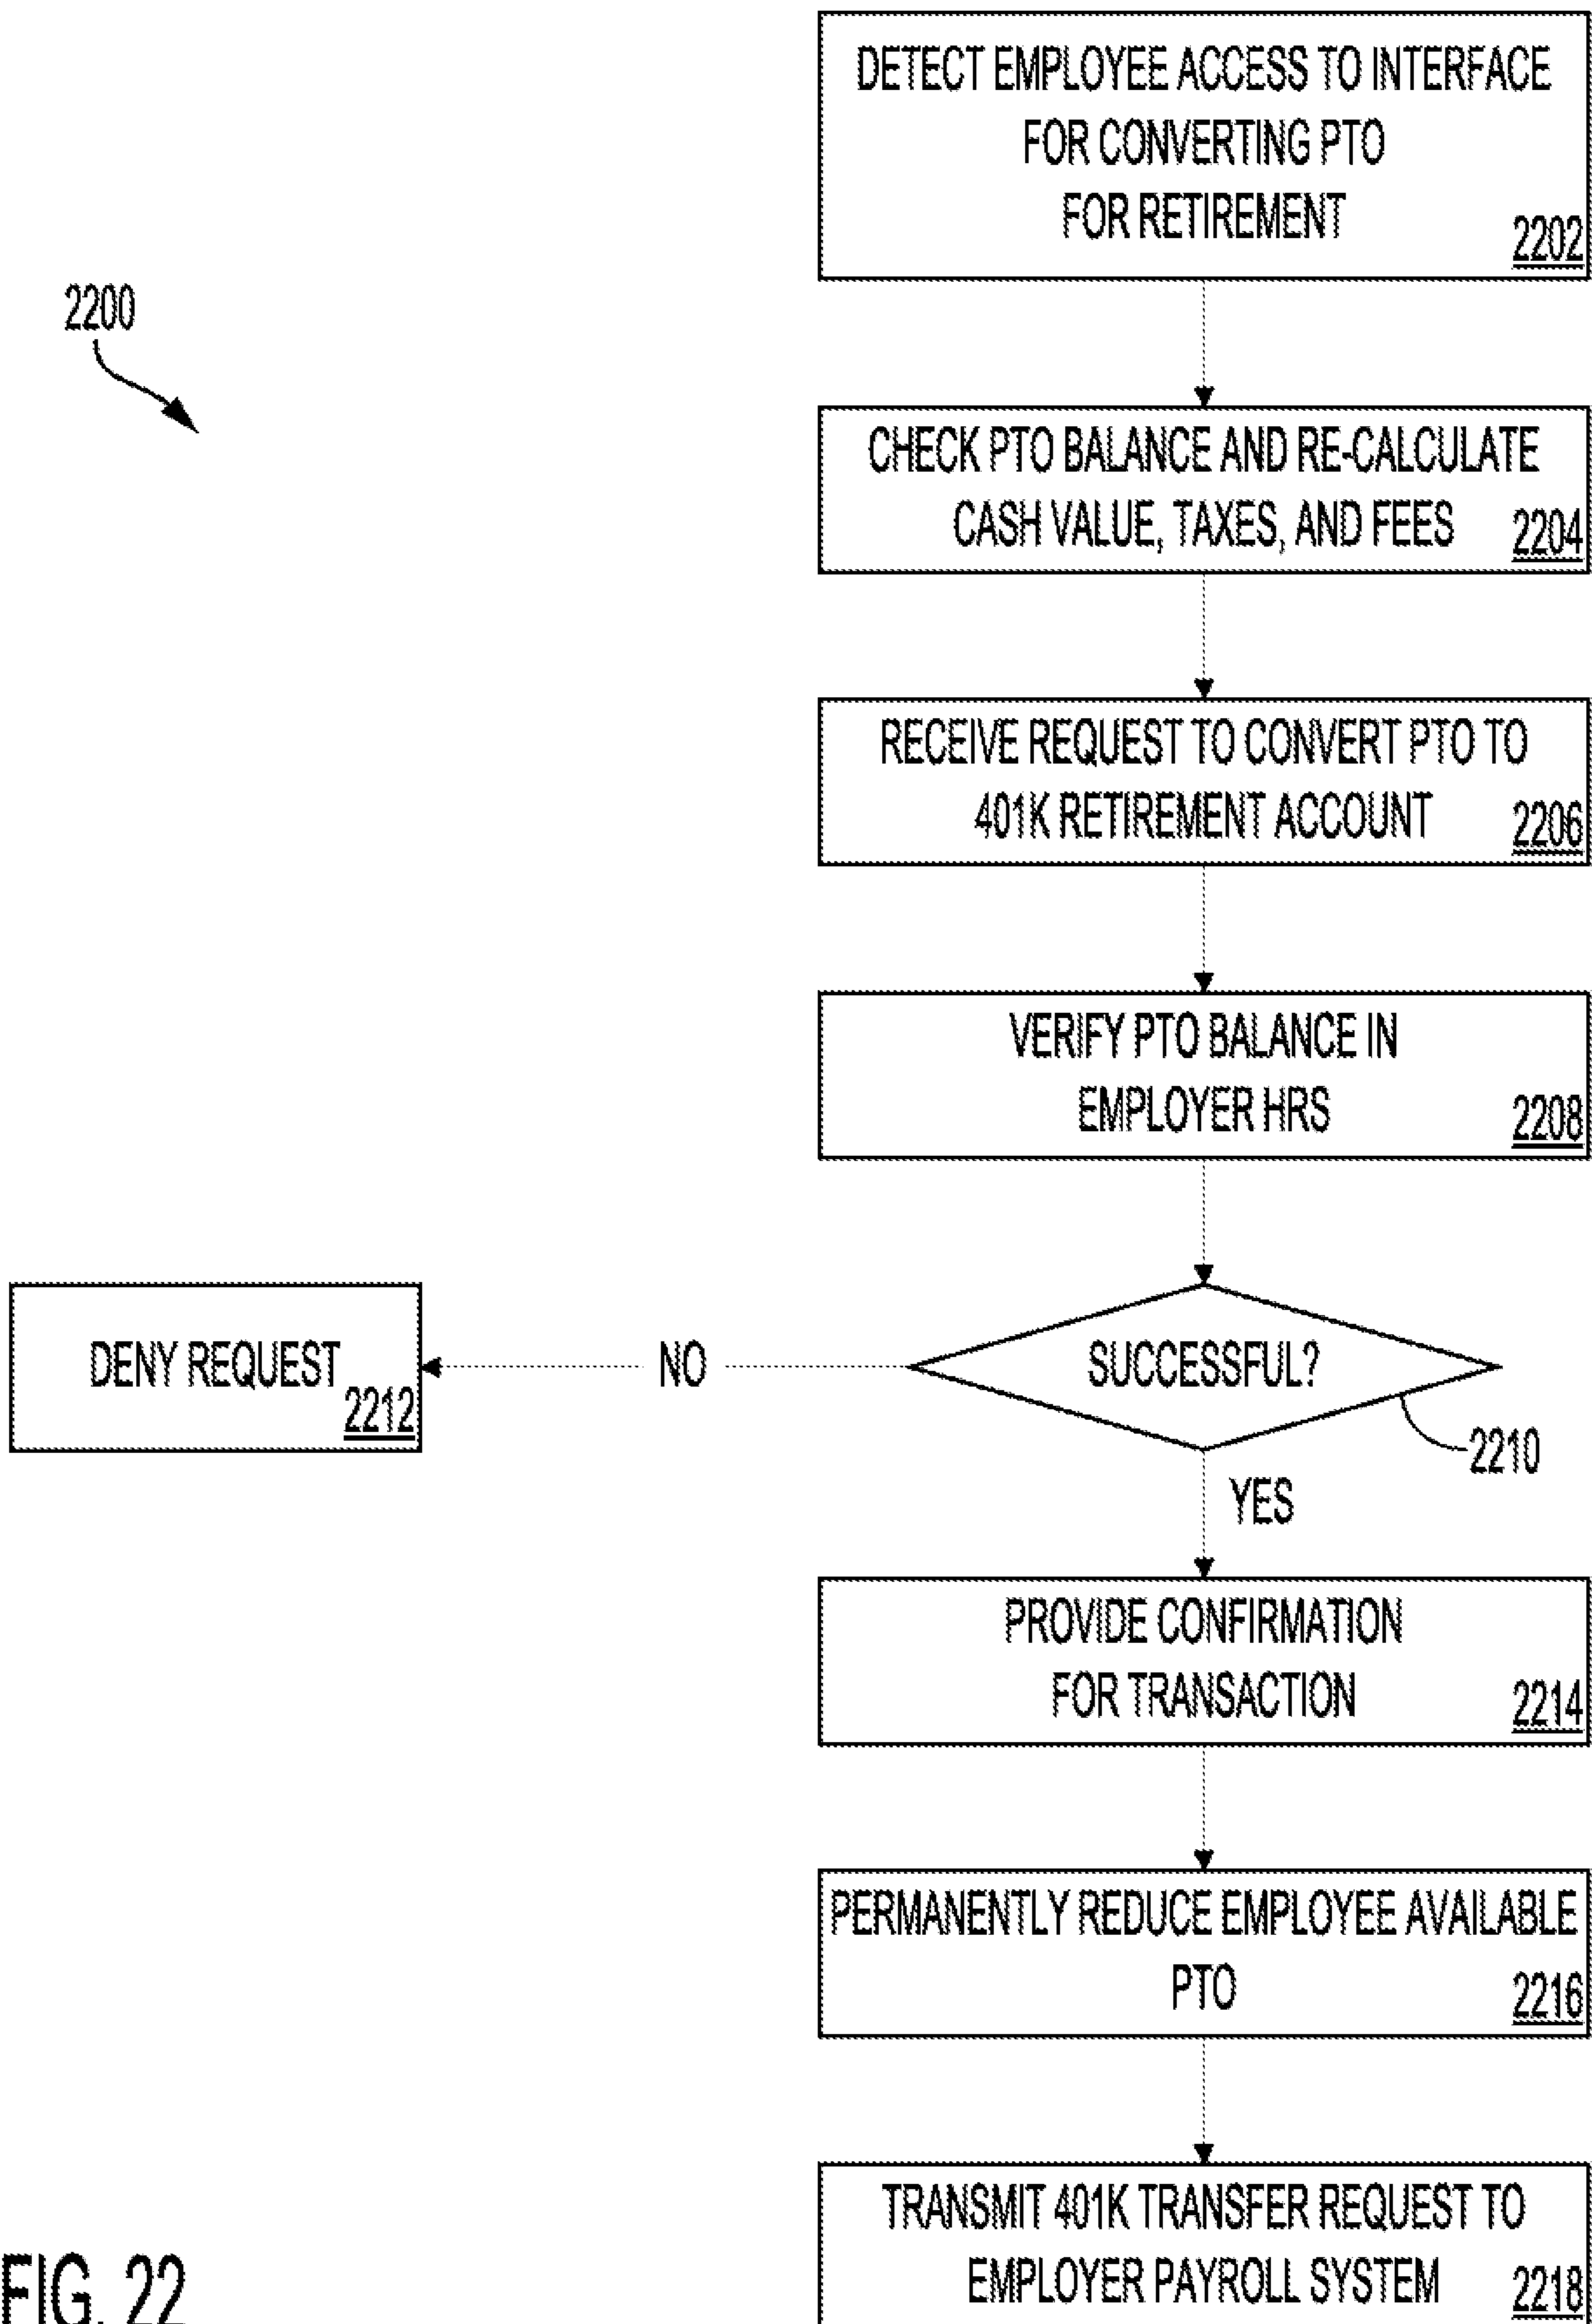 DETECT EMPLOYEE ACCESS TO INTERFACE
FOR CONVERTING PTO
FOR RETIREMENT
2202
2200
CHECK PTO BALANCE AND RE-CALCULATE
CASH VALUE, TAXES, AND FEES
2204
RECEIVE REQUEST TO CONVERT PTO TO
401K RETIREMENT ACCOUNT
2206
VERIFY PTO BALANCE IN
EMPLOYER HRS
2208
DENY REQUEST
2212
NO
SUCCESSFUL?
2210
YES
PROVIDE CONFIRMATION
FOR TRANSACTION
2214
PERMANENTLY REDUCE EMPLOYEE AVAILABLE
PTO
2216
TRANSMIT 401K TRANSFER REQUEST TO
EMPLOYER PAYROLL SYSTEM
2218
FIG. 22